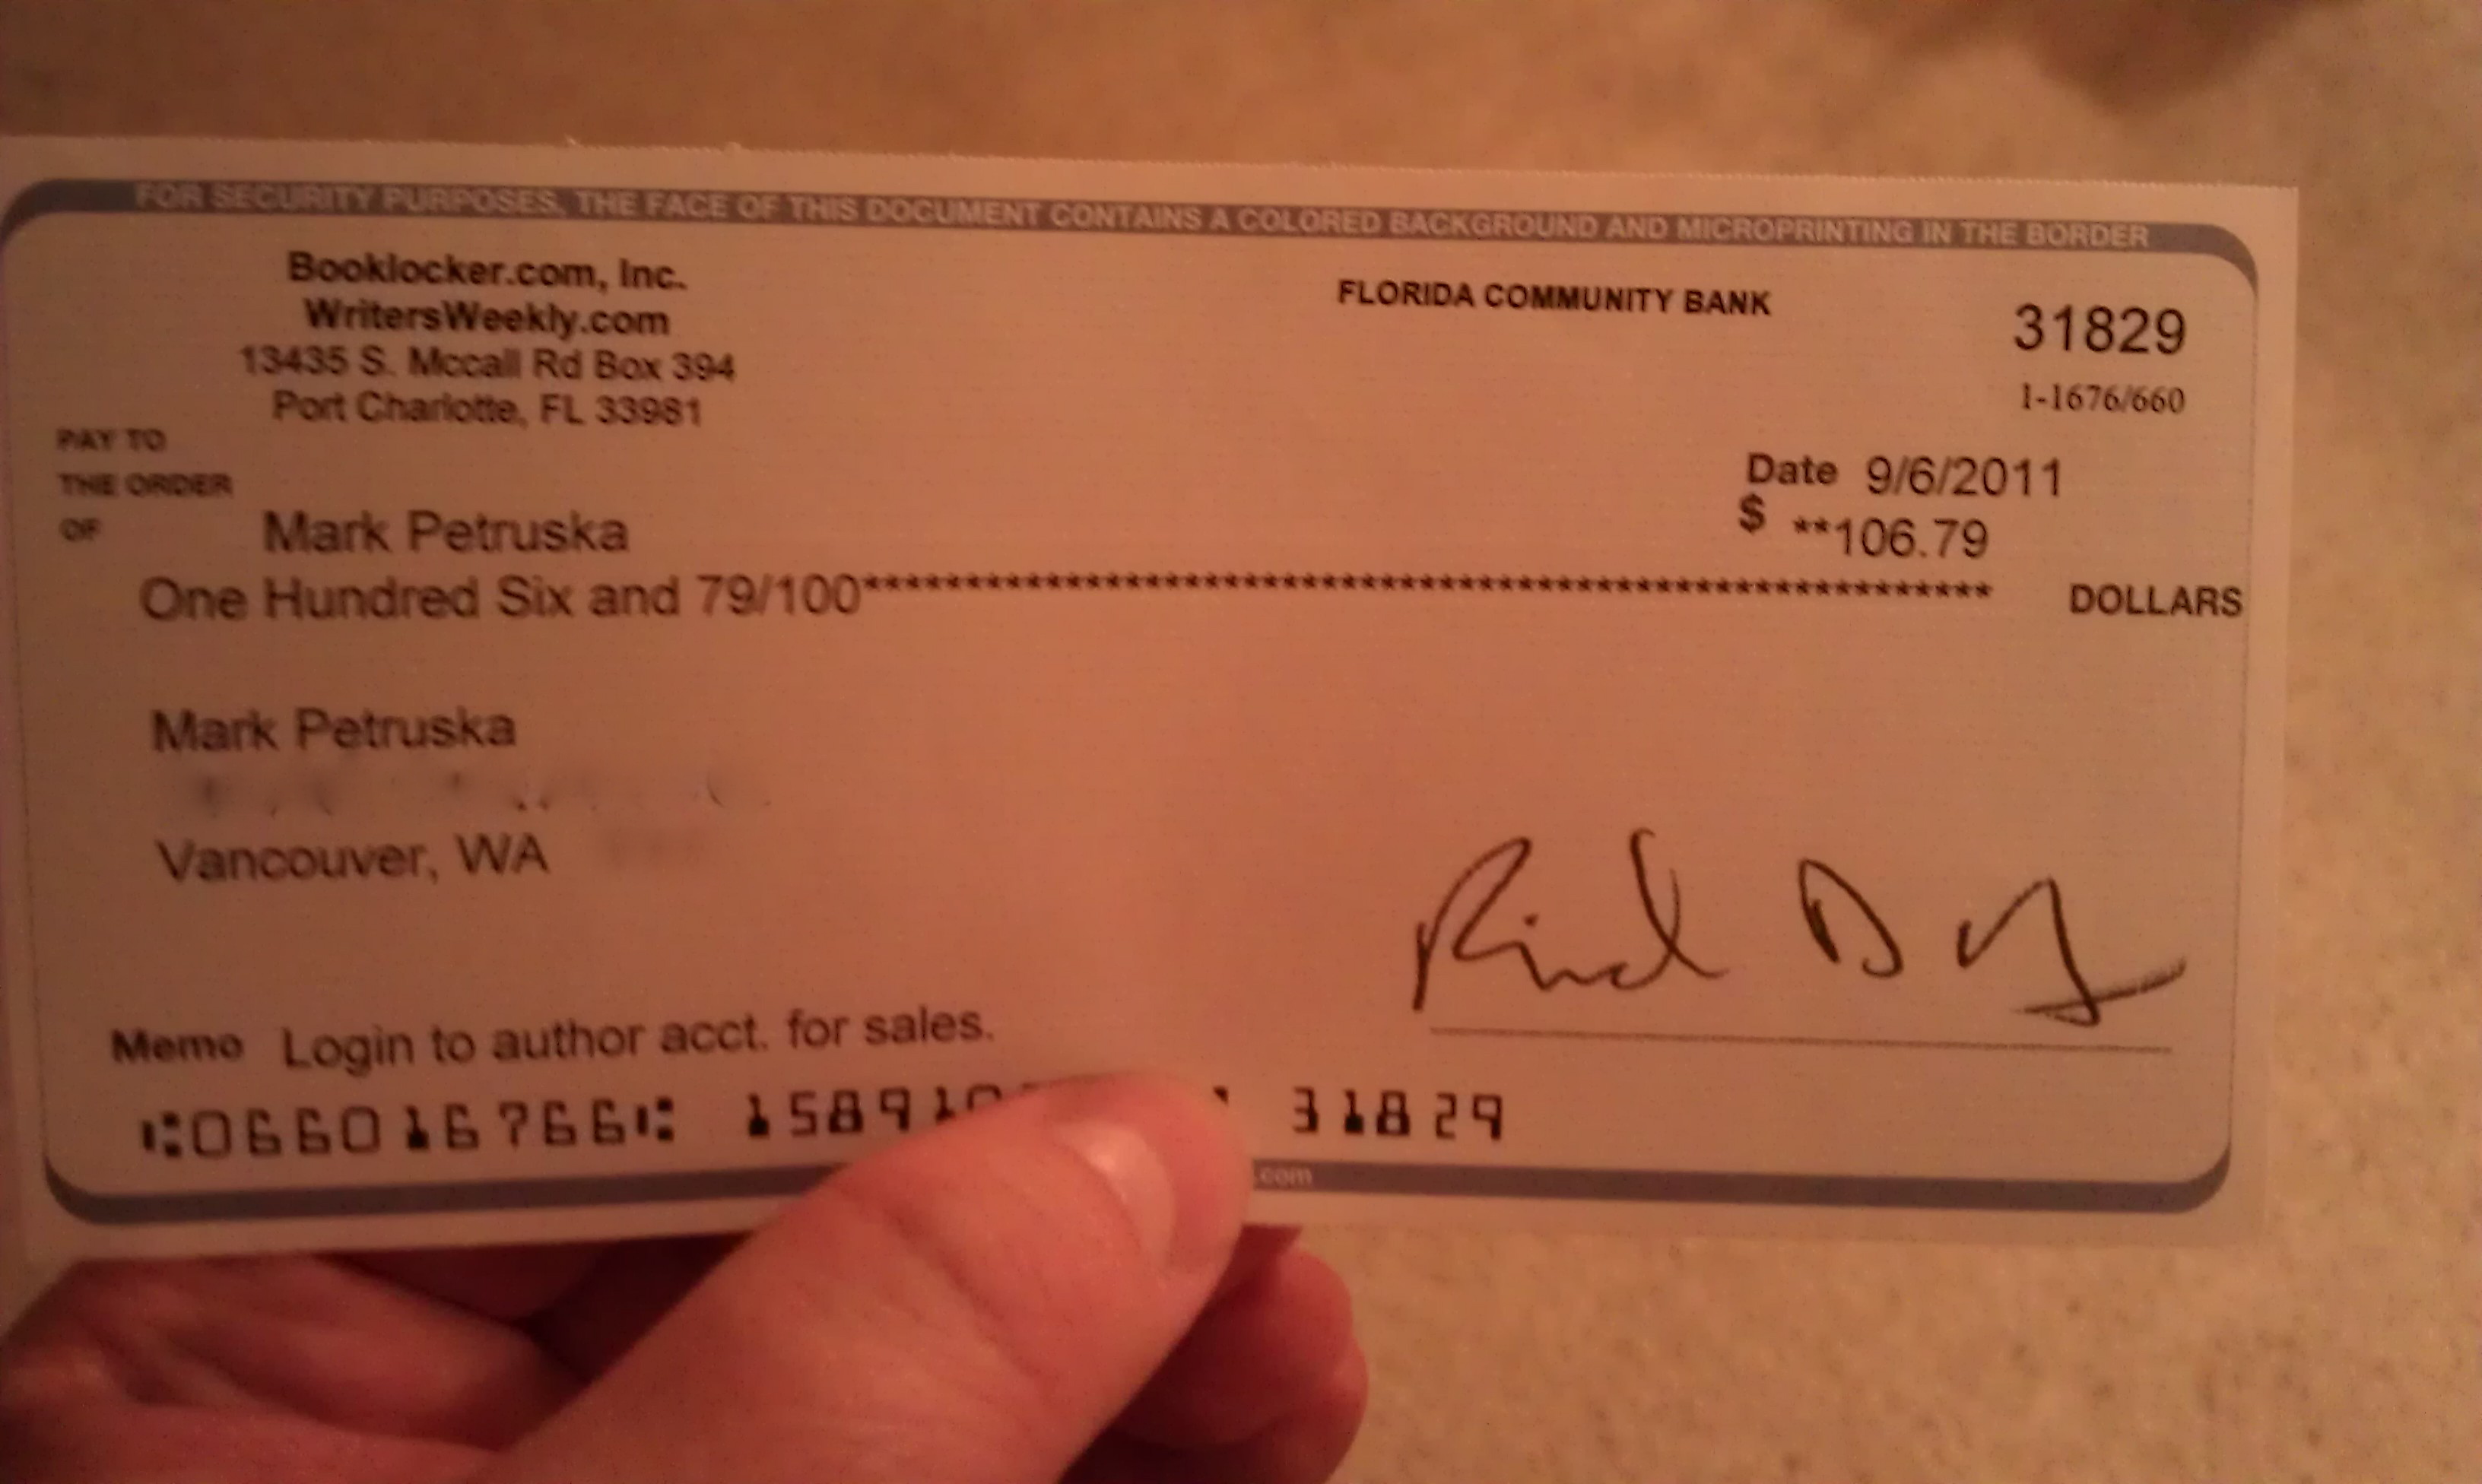 FOR SECURITY PURPOSES, THE FACE OF THIS DOCUMENT CONTAINS A COLORED BACKGROUND AND MICROPRINTING IN THE BORDER
Booklocker.com, Inc.
WritersWeekly.com
13435 S. Mccall Rd Box 394
Port Charlotte, FL 33981
FLORIDA COMMUNITY BANK
31829
1-1676/660
Date 9/6/2011
PAY TO
THE ORDER
OF Mark Petruska
$ **106.79
One Hundred Six and 79/100******************************************************** DOLLARS
Mark Petruska
Vancouver, WA
Memo Login to author acct. for sales.
⑆066016766⑆ 15891 31829
.com